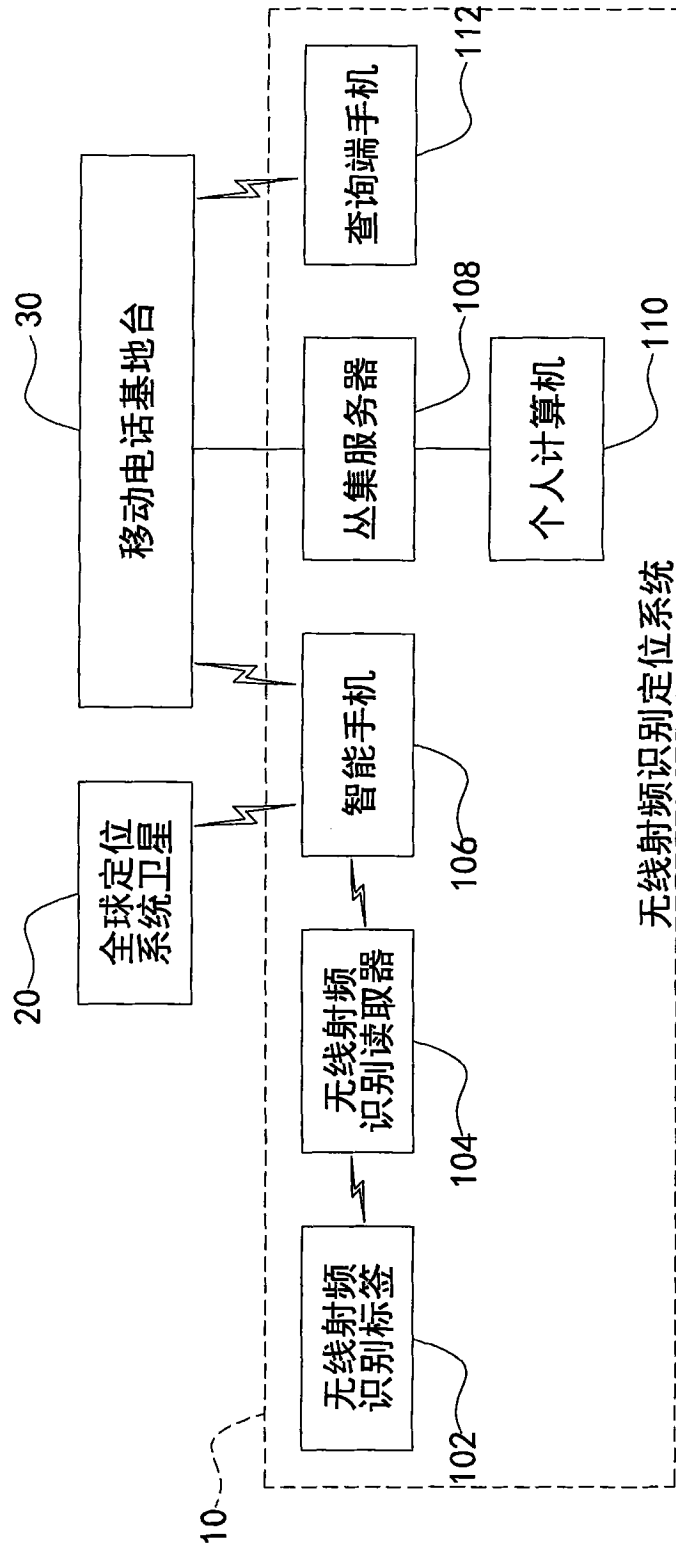 20
全球定位
系统卫星
30
移动电话基地台
10
无线射频
识别标签
102
无线射频
识别读取器
104
智能手机
106
丛集服务器
108
查询端手机
112
个人计算机
110
无线射频识别定位系统